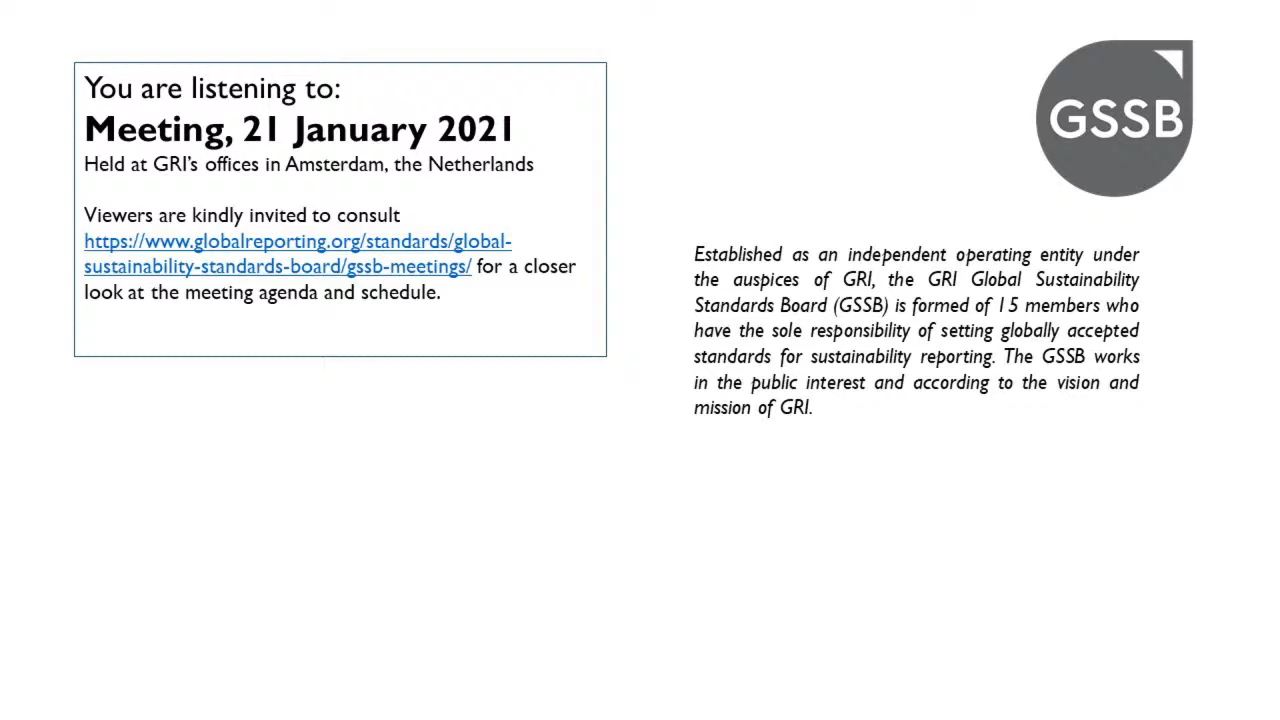 You are listening to:
Meeting, 21 January 2021
Held at GRI's offices in Amsterdam, the Netherlands
Viewers are kindly invited to consult
https://www.globalreporting.org/standards/global-
sustainability-standards-board/gssb-meetings/ for a closer
look at the meeting agenda and schedule.
GSSB
Established as an independent operating entity under
the auspices of GRI, the GRI Global Sustainability
Standards Board (GSSB) is formed of 15 members who
have the sole responsibility of setting globally accepted
standards for sustainability reporting. The GSSB works
in the public interest and according to the vision and
mission of GRI.